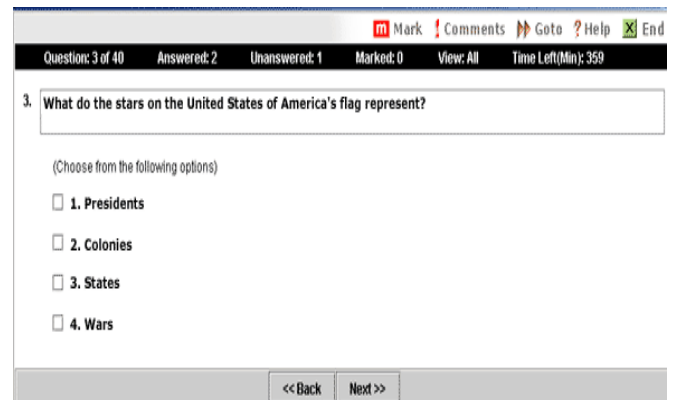 m Mark ! Comments Goto ? Help X End
Question: 3 of 40 Answered: 2 Unanswered: 1 Marked: 0 View: All Time Left(Min): 359
3. What do the stars on the United States of America's flag represent?
(Choose from the following options)
1. Presidents
2. Colonies
3. States
4. Wars
<< Back Next >>